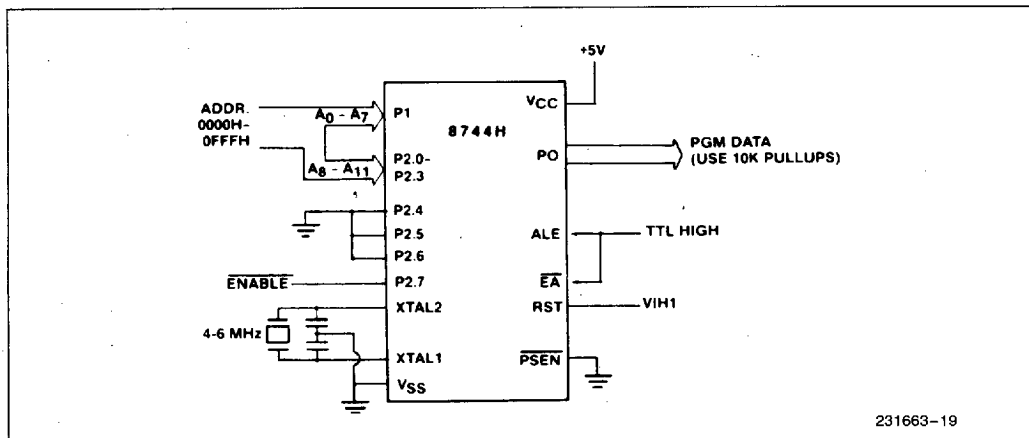 +5V
ADDR.
0000H-
0FFFH
A0 - A7
A8 - A11
P1
8744H
VCC
P2.0-
P2.3
PO
PGM DATA
(USE 10K PULLUPS)
P2.4
P2.5
P2.6
ALE
TTL HIGH
EA
ENABLE
P2.7
RST
VIH1
XTAL2
4-6 MHz
XTAL1
PSEN
VSS
231663-19